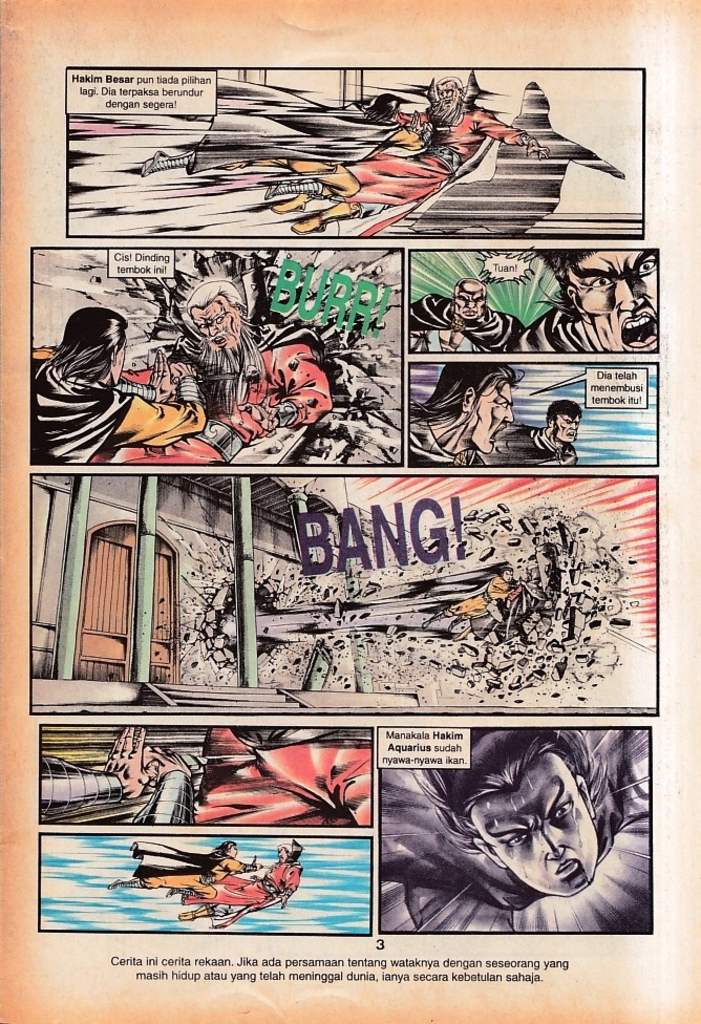 Hakim Besar pun tiada pilihan
lagi. Dia terpaksa berundur
dengan segera!
Cis! Dinding
tembok ini!
BURR!
Tuan!
Dia telah
menembusi
tembok itu!
BANG!
Manakala Hakim
Aquarius sudah
nyawa-nyawa ikan.
3
Cerita ini cerita rekaan. Jika ada persamaan tentang wataknya dengan seseorang yang
masih hidup atau yang telah meninggal dunia, ianya secara kebetulan sahaja.